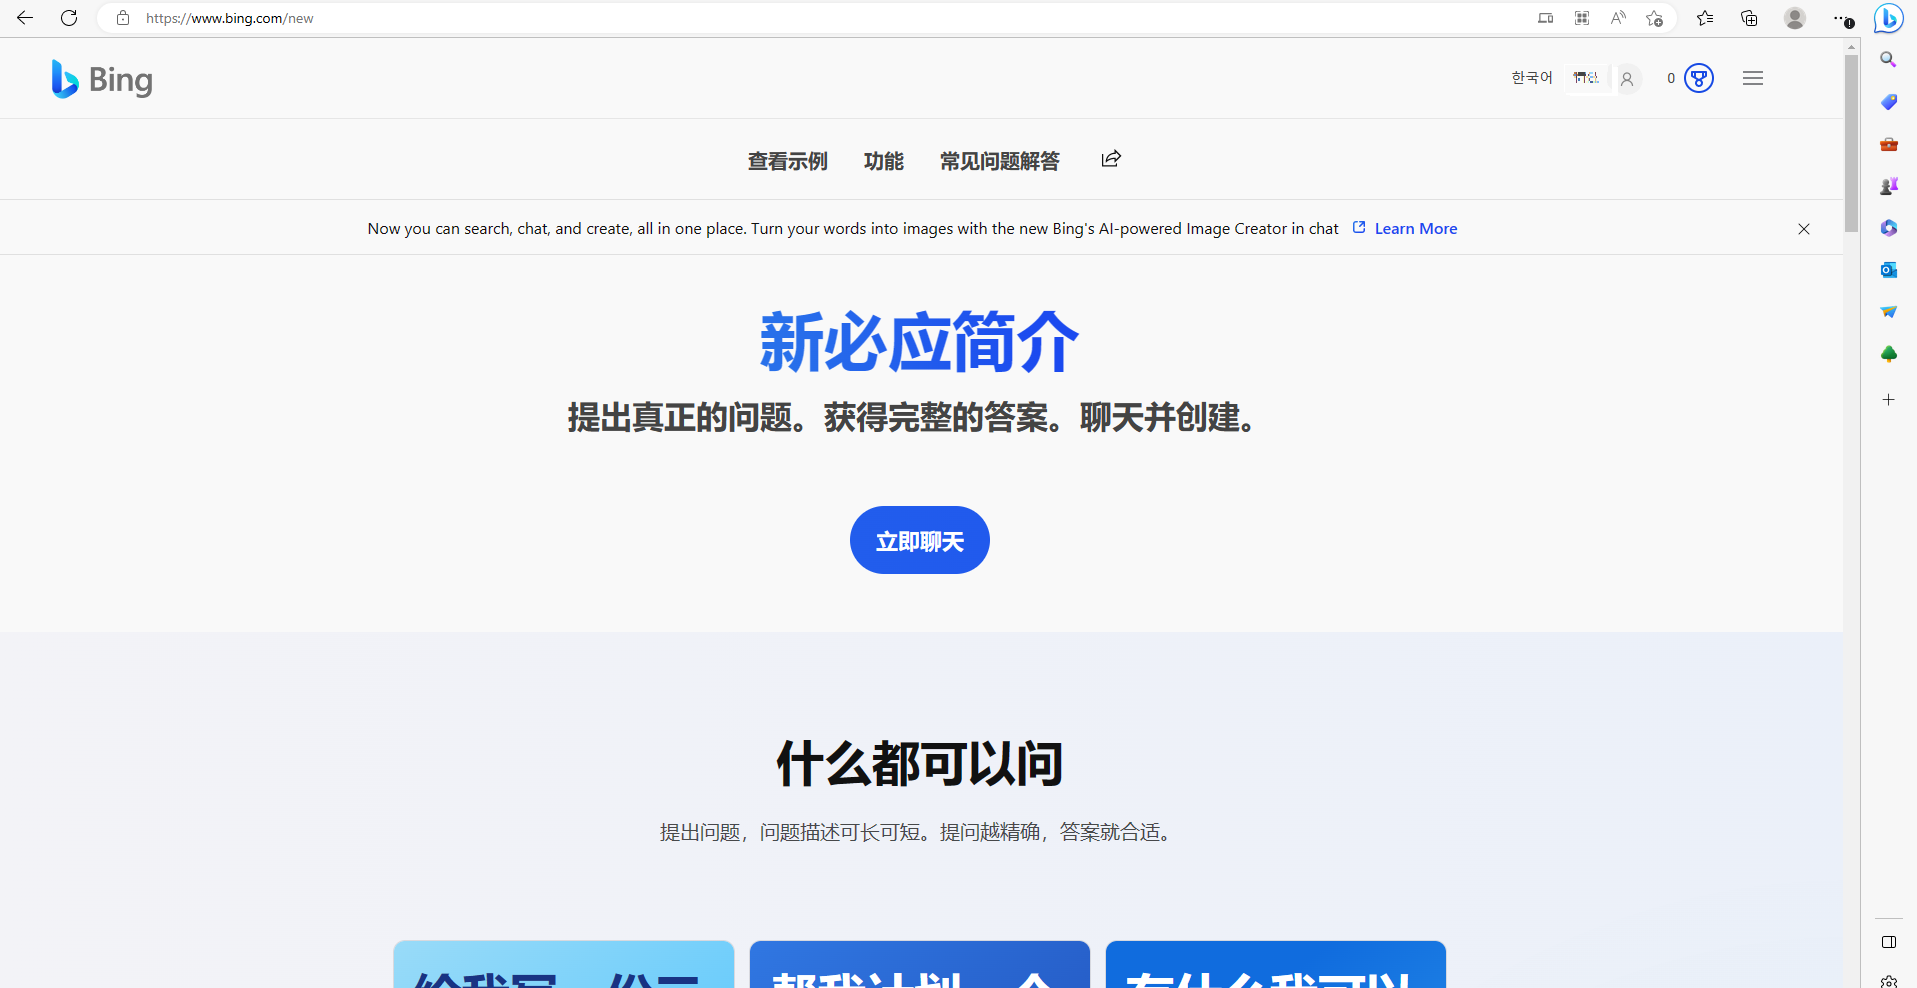 https://www.bing.com/new
Bing
한국어
0
查看示例 功能 常见问题解答
Now you can search, chat, and create, all in one place. Turn your words into images with the new Bing's AI-powered Image Creator in chat Learn More
新必应简介
提出真正的问题。获得完整的答案。聊天并创建。
立即聊天
什么都可以问
提出问题，问题描述可长可短。提问越精确，答案就合适。